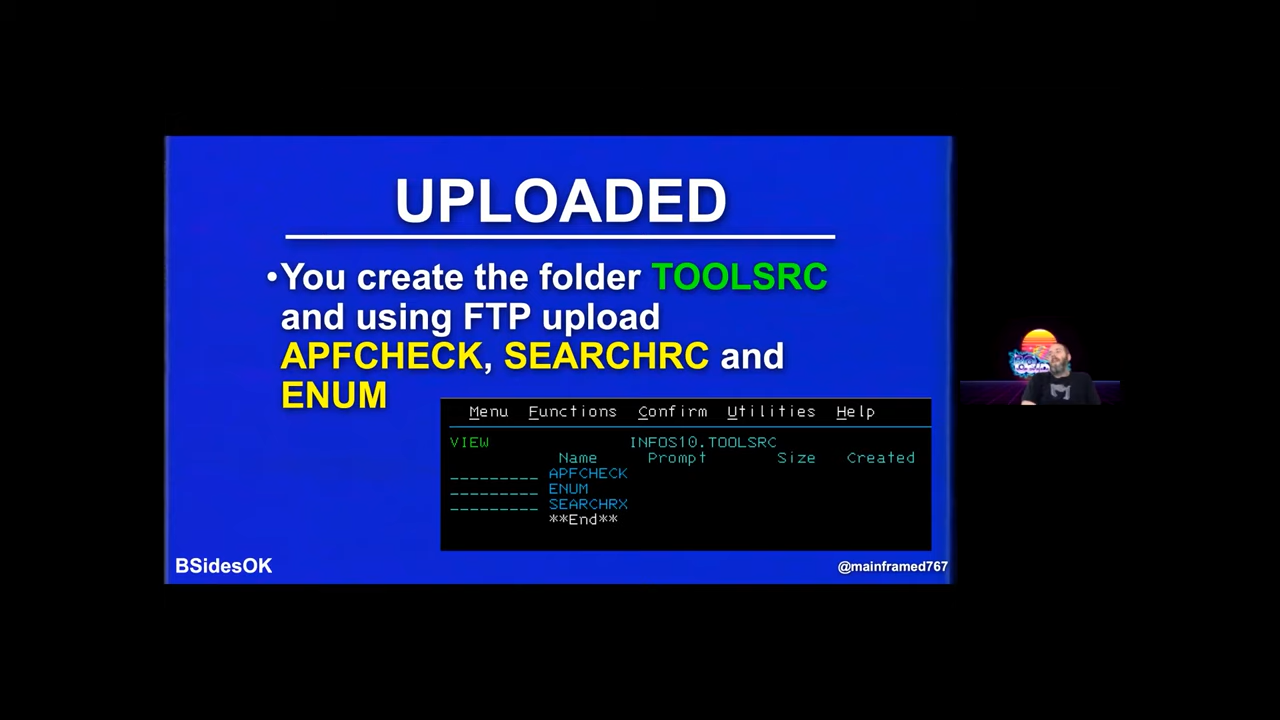 UPLOADED
•You create the folder TOOLSRC
and using FTP upload
APFCHECK, SEARCHRC and
ENUM
Menu Functions Confirm Utilities Help
VIEW INFOS10.TOOLSRC
Name Prompt Size Created
_________ APFCHECK
_________ ENUM
_________ SEARCHRX
**End**
BSidesOK
@mainframed767